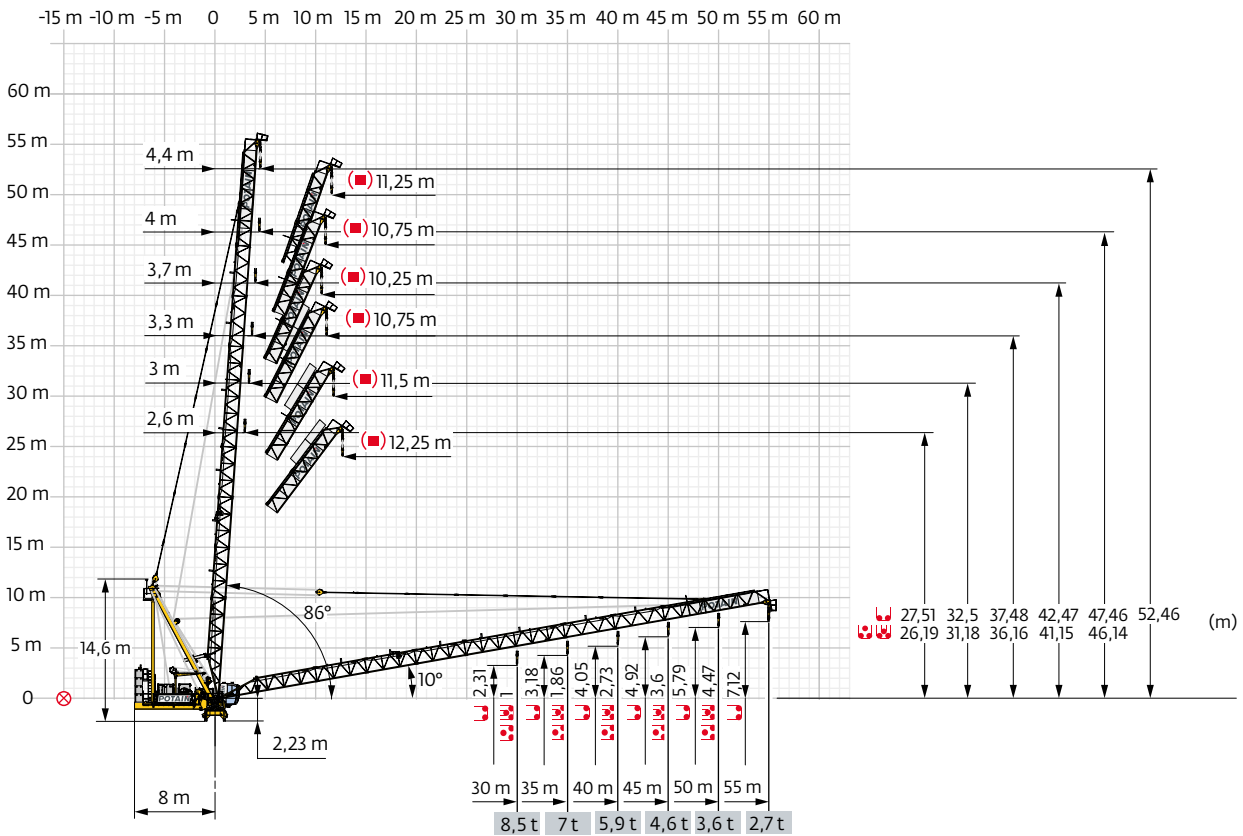 -15 m -10 m -5 m 0 5 m 10 m 15 m 20 m 25 m 30 m 35 m 40 m 45 m 50 m 55 m 60 m
60 m
55 m
4,4 m
(■) 11,25 m
50 m
4 m
(■) 10,75 m
45 m
3,7 m
(■) 10,25 m
40 m
3,3 m
(■) 10,75 m
35 m
3 m
(■) 11,5 m
30 m
2,6 m
(■) 12,25 m
25 m
20 m
15 m
10 m
86°
POTAIN
27,51 32,5 37,48 42,47 47,46 52,46 (m)
26,19 31,18 36,16 41,15 46,14
5 m
14,6 m
10°
2,31 1 3,18 1,86 4,05 2,73 4,92 3,6 5,79 4,47 7,12
0
POTAIN
2,23 m
8 m
30 m 35 m 40 m 45 m 50 m 55 m
8,5 t 7 t 5,9 t 4,6 t 3,6 t 2,7 t